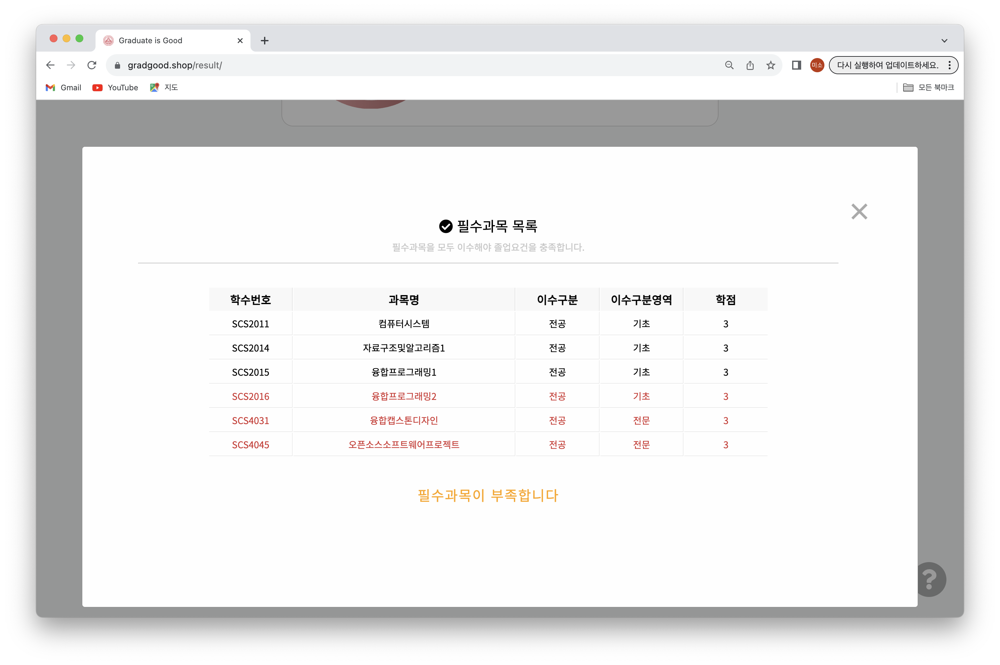 Graduate is Good
gradgood.shop/result/
미소
다시 실행하여 업데이트하세요.
Gmail
YouTube
지도
모든 북마크
필수과목 목록
필수과목을 모두 이수해야 졸업요건을 충족합니다.
학수번호 과목명 이수구분 이수구분영역 학점
SCS2011 컴퓨터시스템 전공 기초 3
SCS2014 자료구조및알고리즘1 전공 기초 3
SCS2015 융합프로그래밍1 전공 기초 3
SCS2016 융합프로그래밍2 전공 기초 3
SCS4031 융합캡스톤디자인 전공 전문 3
SCS4045 오픈소스소프트웨어프로젝트 전공 전문 3
필수과목이 부족합니다
?